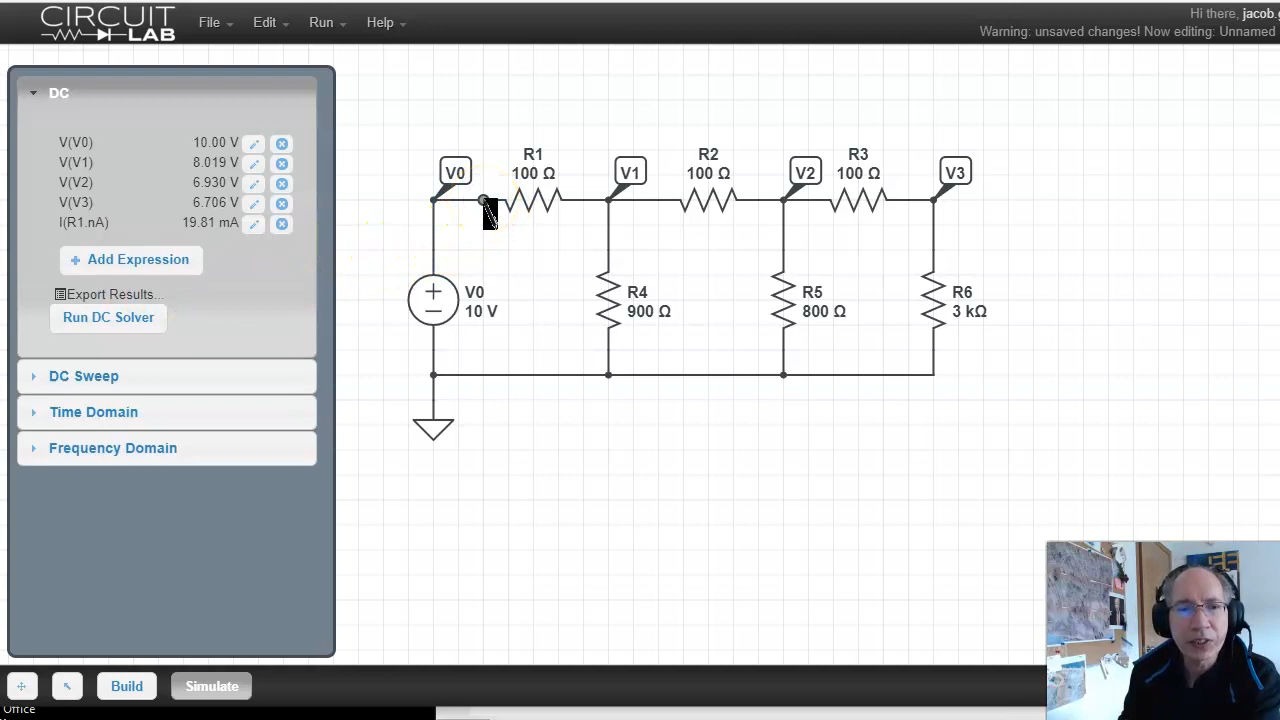 CIRCUIT
LAB
File
Edit
Run
Help
Hi there, jacob.g
Warning: unsaved changes! Now editing: Unnamed
DC
V(V0) 10.00 V
V(V1) 8.019 V
V(V2) 6.930 V
V(V3) 6.706 V
I(R1.nA) 19.81 mA
+ Add Expression
Export Results...
Run DC Solver
DC Sweep
Time Domain
Frequency Domain
V0
R1
100 Ω
V1
R2
100 Ω
V2
R3
100 Ω
V3
V0
10 V
R4
900 Ω
R5
800 Ω
R6
3 kΩ
Build
Simulate
Office